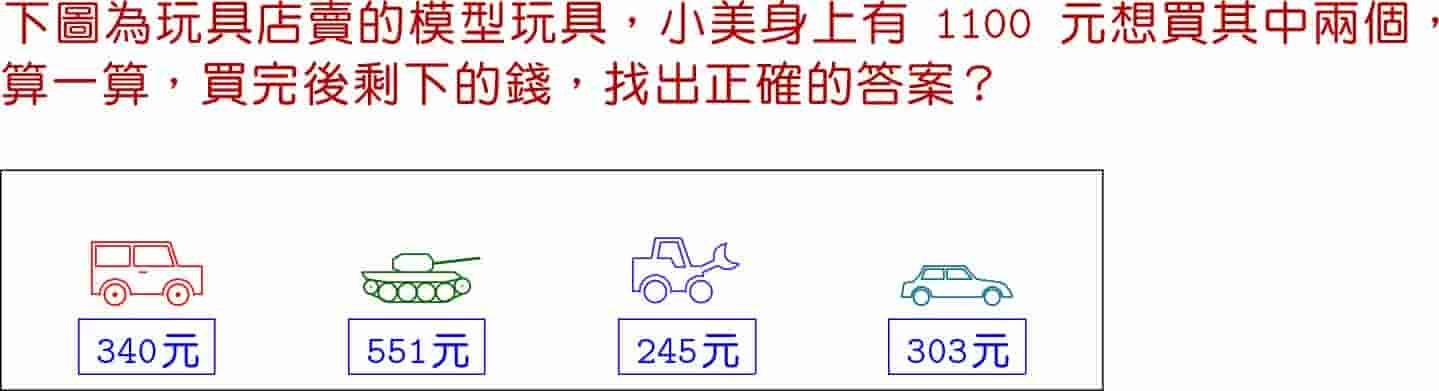 下圖為玩具店賣的模型玩具，小美身上有 1100 元想買其中兩個，
算一算，買完後剩下的錢，找出正確的答案？
340元 551元 245元 303元